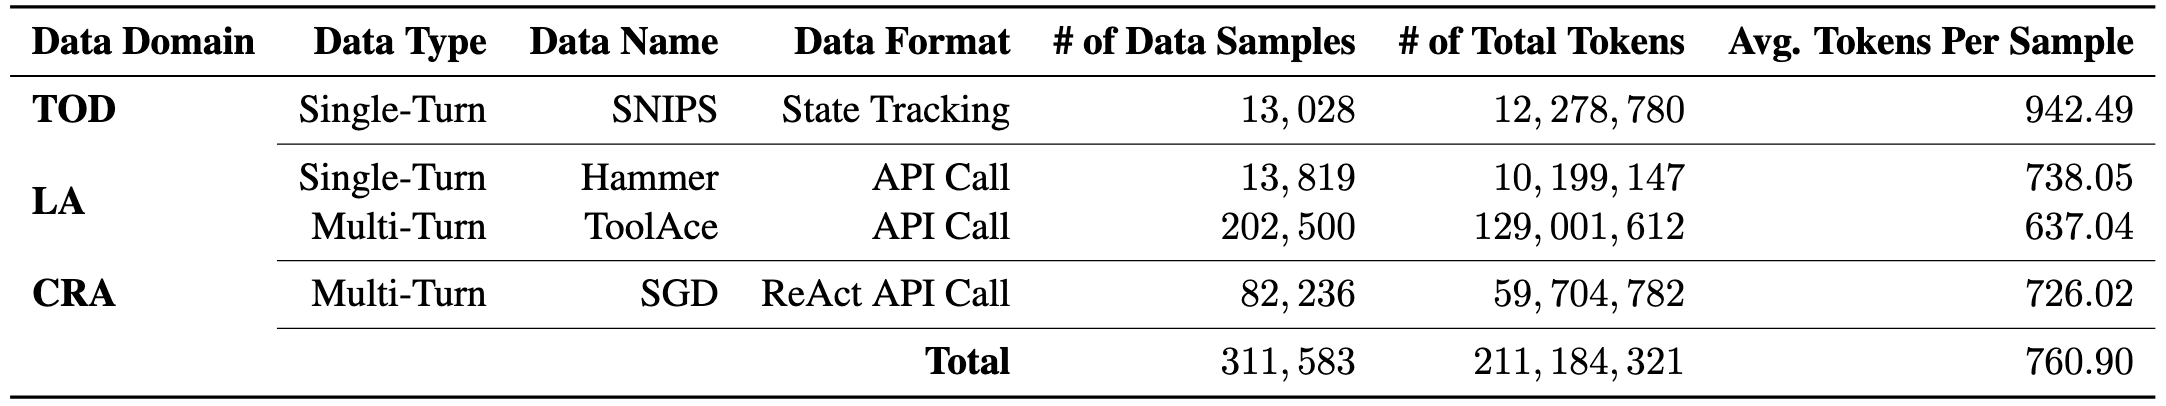 Data Domain Data Type Data Name Data Format # of Data Samples # of Total Tokens Avg. Tokens Per Sample
TOD Single-Turn SNIPS State Tracking 13,028 12,278,780 942.49
LA
Single-Turn Hammer API Call 13,819 10,199,147 738.05
Multi-Turn ToolAce API Call 202,500 129,001,612 637.04
CRA Multi-Turn SGD ReAct API Call 82,236 59,704,782 726.02
Total 311,583 211,184,321 760.90